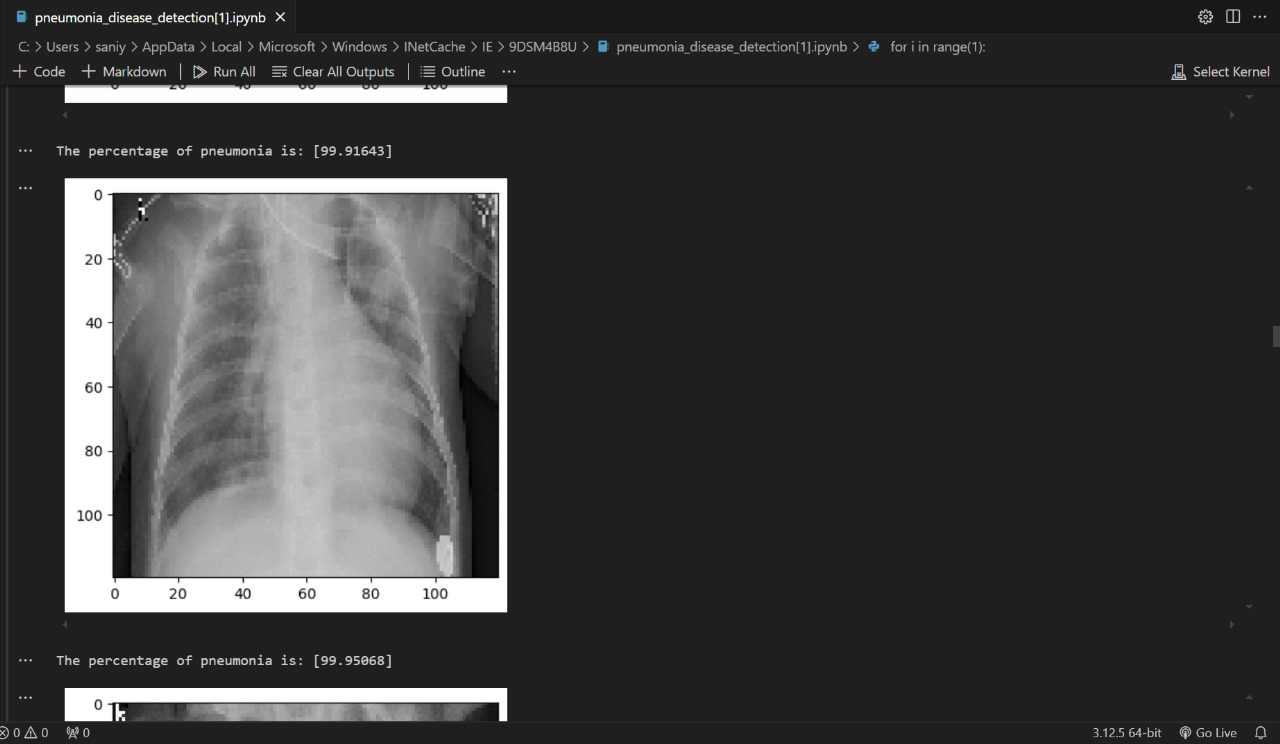 pneumonia_disease_detection[1].ipynb
C: > Users > saniy > AppData > Local > Microsoft > Windows > INetCache > IE > 9DSM4B8U > pneumonia_disease_detection[1].ipynb > for i in range(1):
+ Code + Markdown Run All Clear All Outputs Outline ... Select Kernel
0 20 40 60 80 100
The percentage of pneumonia is: [99.91643]
0
20
40
60
80
100
0 20 40 60 80 100
The percentage of pneumonia is: [99.95068]
0
0 0 0 3.12.5 64-bit Go Live